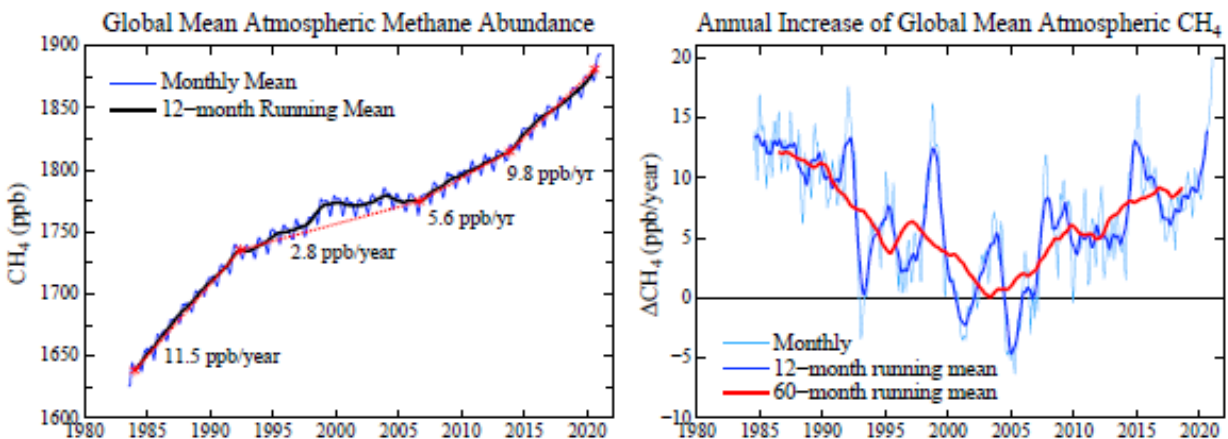 Global Mean Atmospheric Methane Abundance
1900
1850
1800
1750
1700
1650
1600
CH₄ (ppb)
Monthly Mean
12−month Running Mean
9.8 ppb/yr
5.6 ppb/yr
2.8 ppb/year
11.5 ppb/year
1980 1985 1990 1995 2000 2005 2010 2015 2020
Annual Increase of Global Mean Atmospheric CH₄
20
15
10
5
0
−5
−10
ΔCH₄ (ppb/year)
Monthly
12−month running mean
60−month running mean
1980 1985 1990 1995 2000 2005 2010 2015 2020